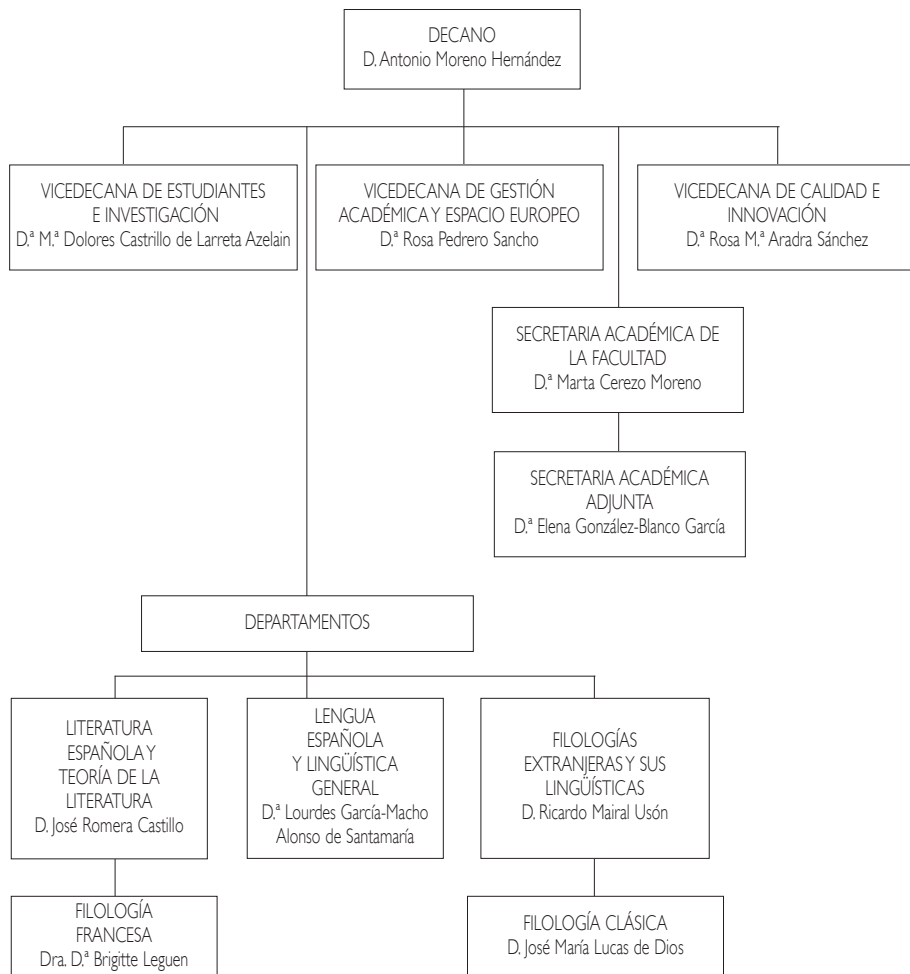 DECANO
D. Antonio Moreno Hernández
VICEDECANA DE ESTUDIANTES
E INVESTIGACIÓN
D.ª M.ª Dolores Castrillo de Larreta Azelain
VICEDECANA DE GESTIÓN
ACADÉMICA Y ESPACIO EUROPEO
D.ª Rosa Pedrero Sancho
VICEDECANA DE CALIDAD E
INNOVACIÓN
D.ª Rosa M.ª Aradra Sánchez
SECRETARIA ACADÉMICA DE
LA FACULTAD
D.ª Marta Cerezo Moreno
SECRETARIA ACADÉMICA
ADJUNTA
D.ª Elena González-Blanco García
DEPARTAMENTOS
LITERATURA
ESPAÑOLA Y
TEORÍA DE LA
LITERATURA
D. José Romera Castillo
LENGUA
ESPAÑOLA
Y LINGÜÍSTICA
GENERAL
D.ª Lourdes García-Macho
Alonso de Santamaría
FILOLOGÍAS
EXTRANJERAS Y SUS
LINGÜÍSTICAS
D. Ricardo Mairal Usón
FILOLOGÍA
FRANCESA
Dra. D.ª Brigitte Leguen
FILOLOGÍA CLÁSICA
D. José María Lucas de Dios